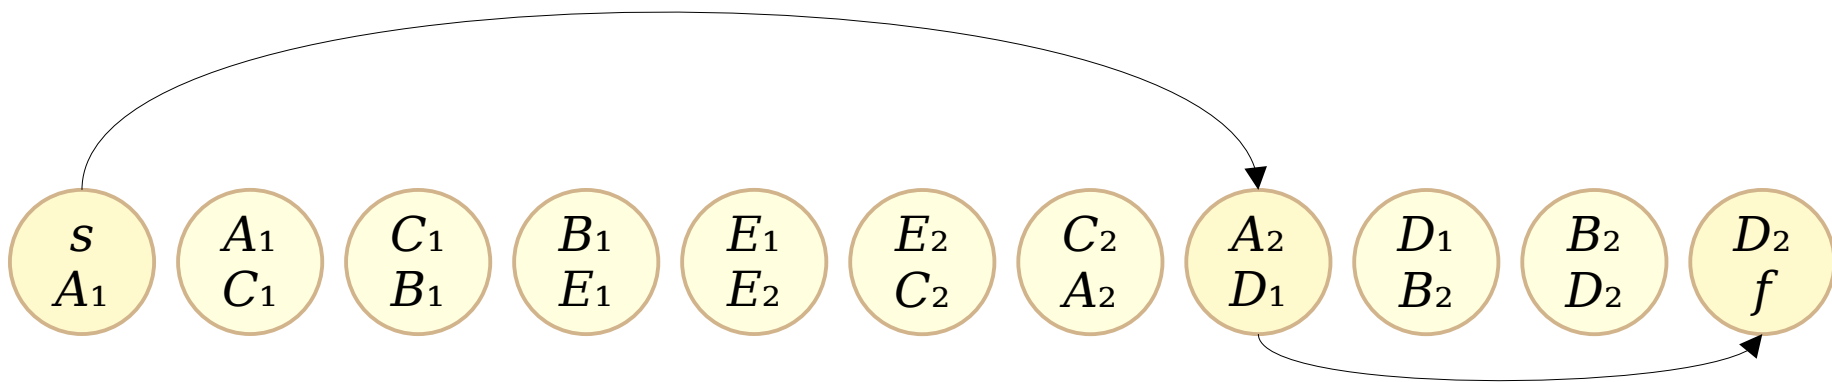 s A₁ C₁ B₁ E₁ E₂ C₂ A₂ D₁ B₂ D₂
A₁ C₁ B₁ E₁ E₂ C₂ A₂ D₁ B₂ D₂ f